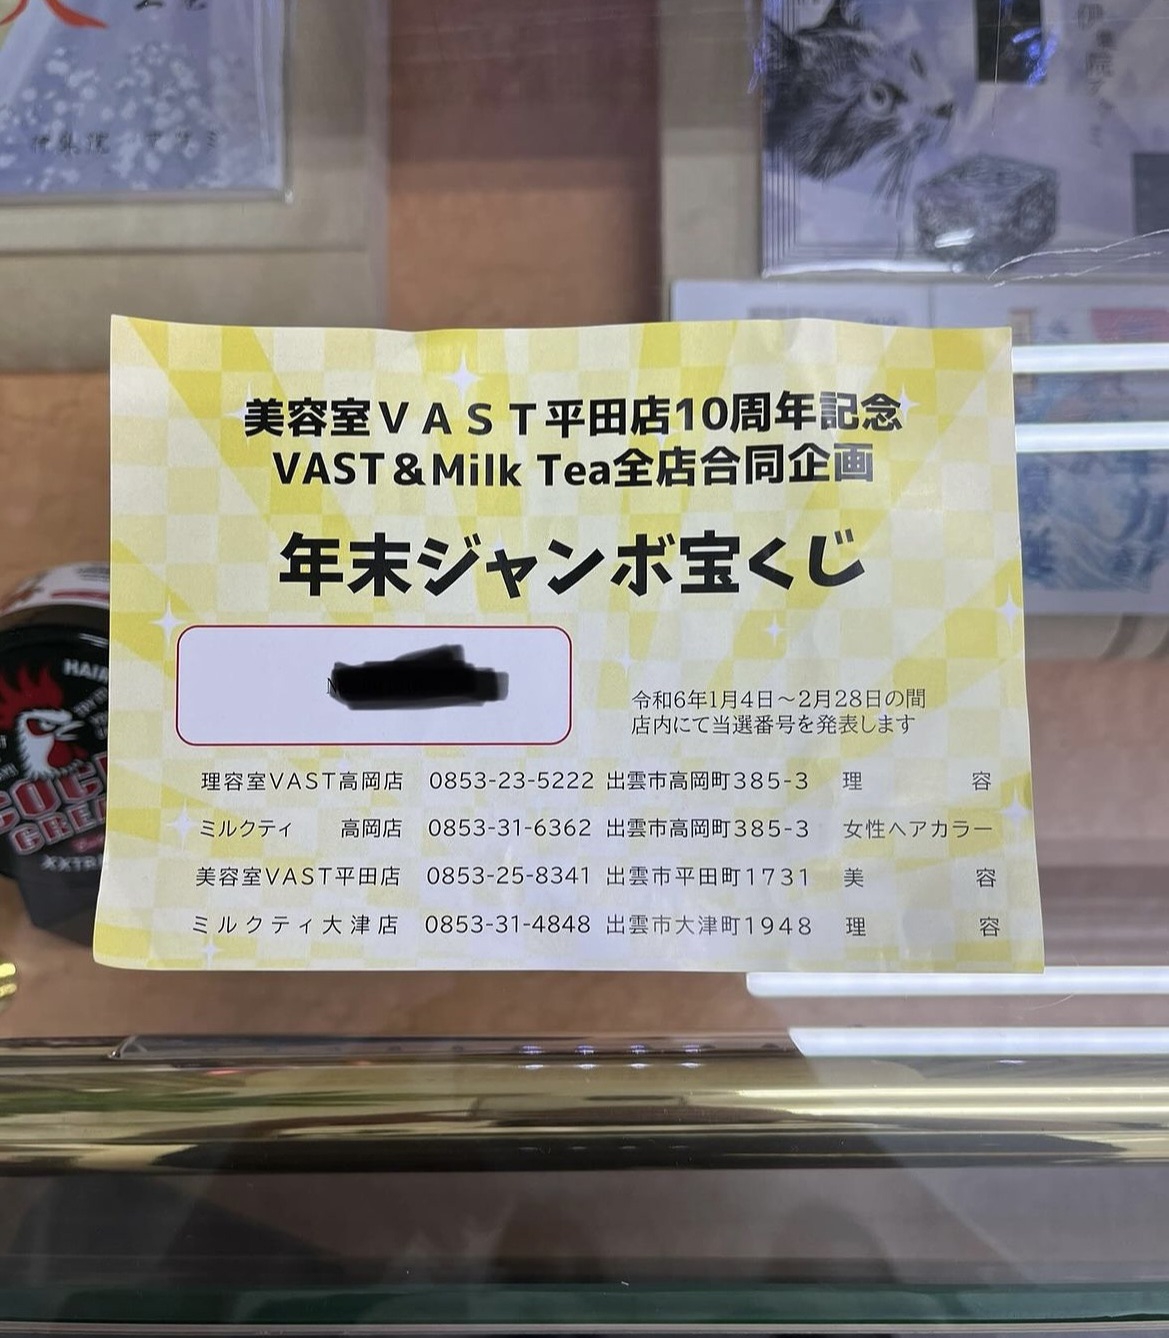 美容室ＶＡＳＴ平田店10周年記念
VAST＆Milk Tea全店合同企画
年末ジャンボ宝くじ
令和6年1月4日～2月28日の間
店内にて当選番号を発表します
理容室VAST高岡店 0853-23-5222 出雲市高岡町385-3 理 容
ミルクティ 高岡店 0853-31-6362 出雲市高岡町385-3 女性ヘアカラー
美容室VAST平田店 0853-25-8341 出雲市平田町1731 美 容
ミルクティ大津店 0853-31-4848 出雲市大津町1948 理 容